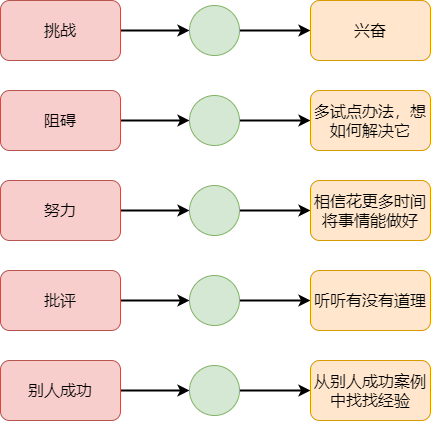 挑战
兴奋
阻碍
多试点办法，想
如何解决它
努力
相信花更多时间
将事情能做好
批评
听听有没有道理
别人成功
从别人成功案例
中找找经验